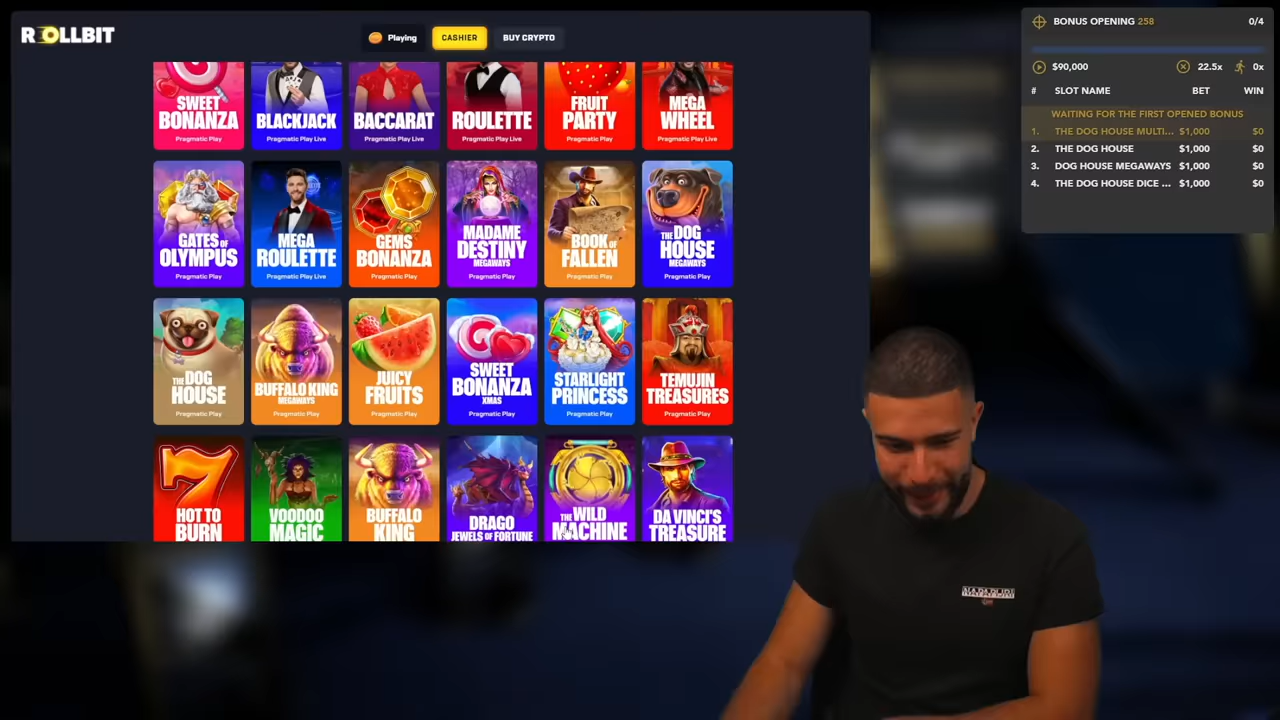 ROLLBIT
Playing
CASHIER
BUY CRYPTO
SWEET
BONANZA
Pragmatic Play
BLACKJACK
Pragmatic Play Live
BACCARAT
Pragmatic Play Live
ROULETTE
Pragmatic Play Live
FRUIT
PARTY
Pragmatic Play
MEGA
WHEEL
Pragmatic Play Live
GATES OF
OLYMPUS
Pragmatic Play
MEGA
ROULETTE
Pragmatic Play Live
GEMS
BONANZA
Pragmatic Play
MADAME
DESTINY
MEGAWAYS
Pragmatic Play
BOOK OF
FALLEN
Pragmatic Play
THE DOG
HOUSE
MEGAWAYS
Pragmatic Play
THE DOG
HOUSE
Pragmatic Play
BUFFALO KING
MEGAWAYS
Pragmatic Play
JUICY
FRUITS
Pragmatic Play
SWEET
BONANZA
XMAS
Pragmatic Play
STARLIGHT
PRINCESS
Pragmatic Play
TEMUJIN
TREASURES
Pragmatic Play
HOT TO
BURN
VOODOO
MAGIC
BUFFALO
KING
DRAGO
JEWELS OF FORTUNE
THE WILD
MACHINE
DA VINCI'S
TREASURE
BONUS OPENING 258 0/4
$90,000 22.5x 0x
# SLOT NAME BET WIN
WAITING FOR THE FIRST OPENED BONUS
1. THE DOG HOUSE MULTI... $1,000 $0
2. THE DOG HOUSE $1,000 $0
3. DOG HOUSE MEGAWAYS $1,000 $0
4. THE DOG HOUSE DICE ... $1,000 $0